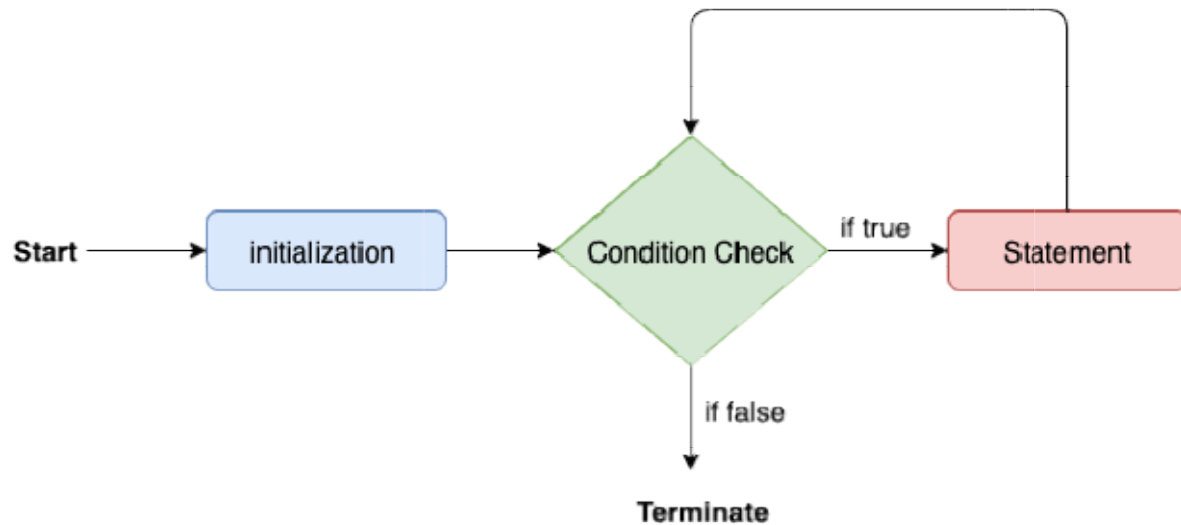 Start
initialization
Condition Check
if true
Statement
if false
Terminate